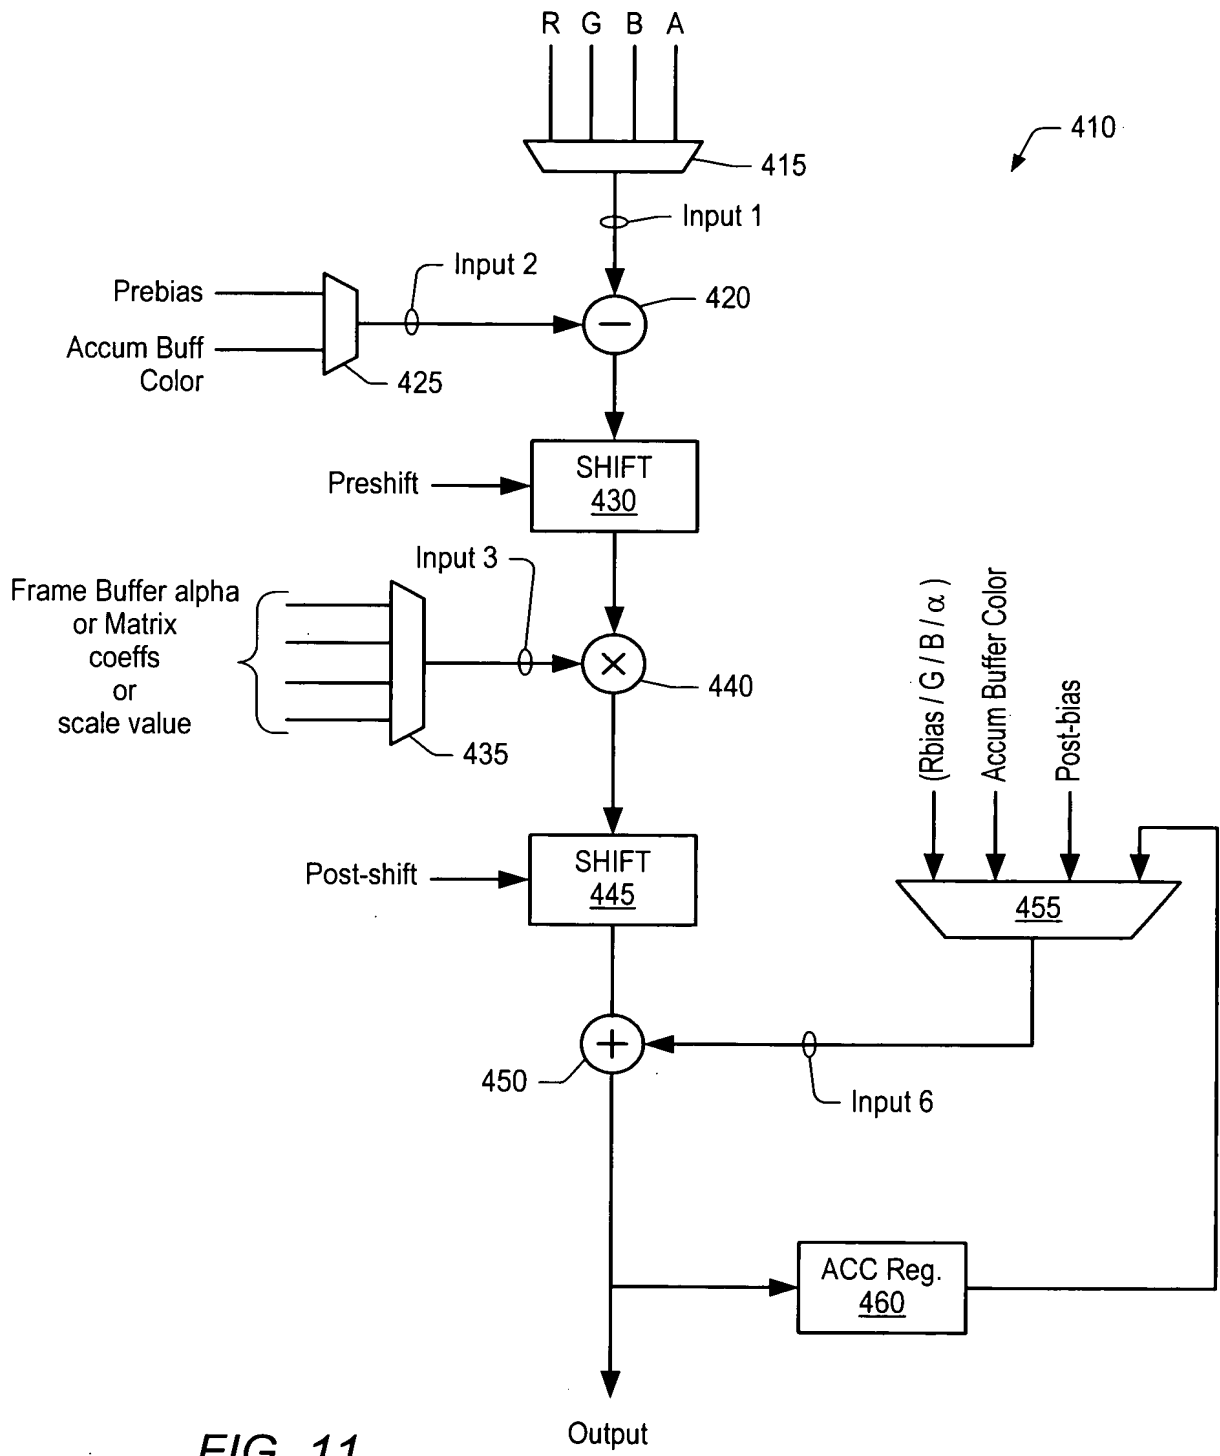 R G B A
410
415
Input 1
Input 2
Prebias
420
Accum Buff
Color
425
SHIFT
430
Preshift
Input 3
Frame Buffer alpha
or Matrix
coeffs
or
scale value
440
435
(Rbias / G / B / α )
Accum Buffer Color
Post-bias
SHIFT
445
Post-shift
455
450
Input 6
ACC Reg.
460
Output
FIG. 11